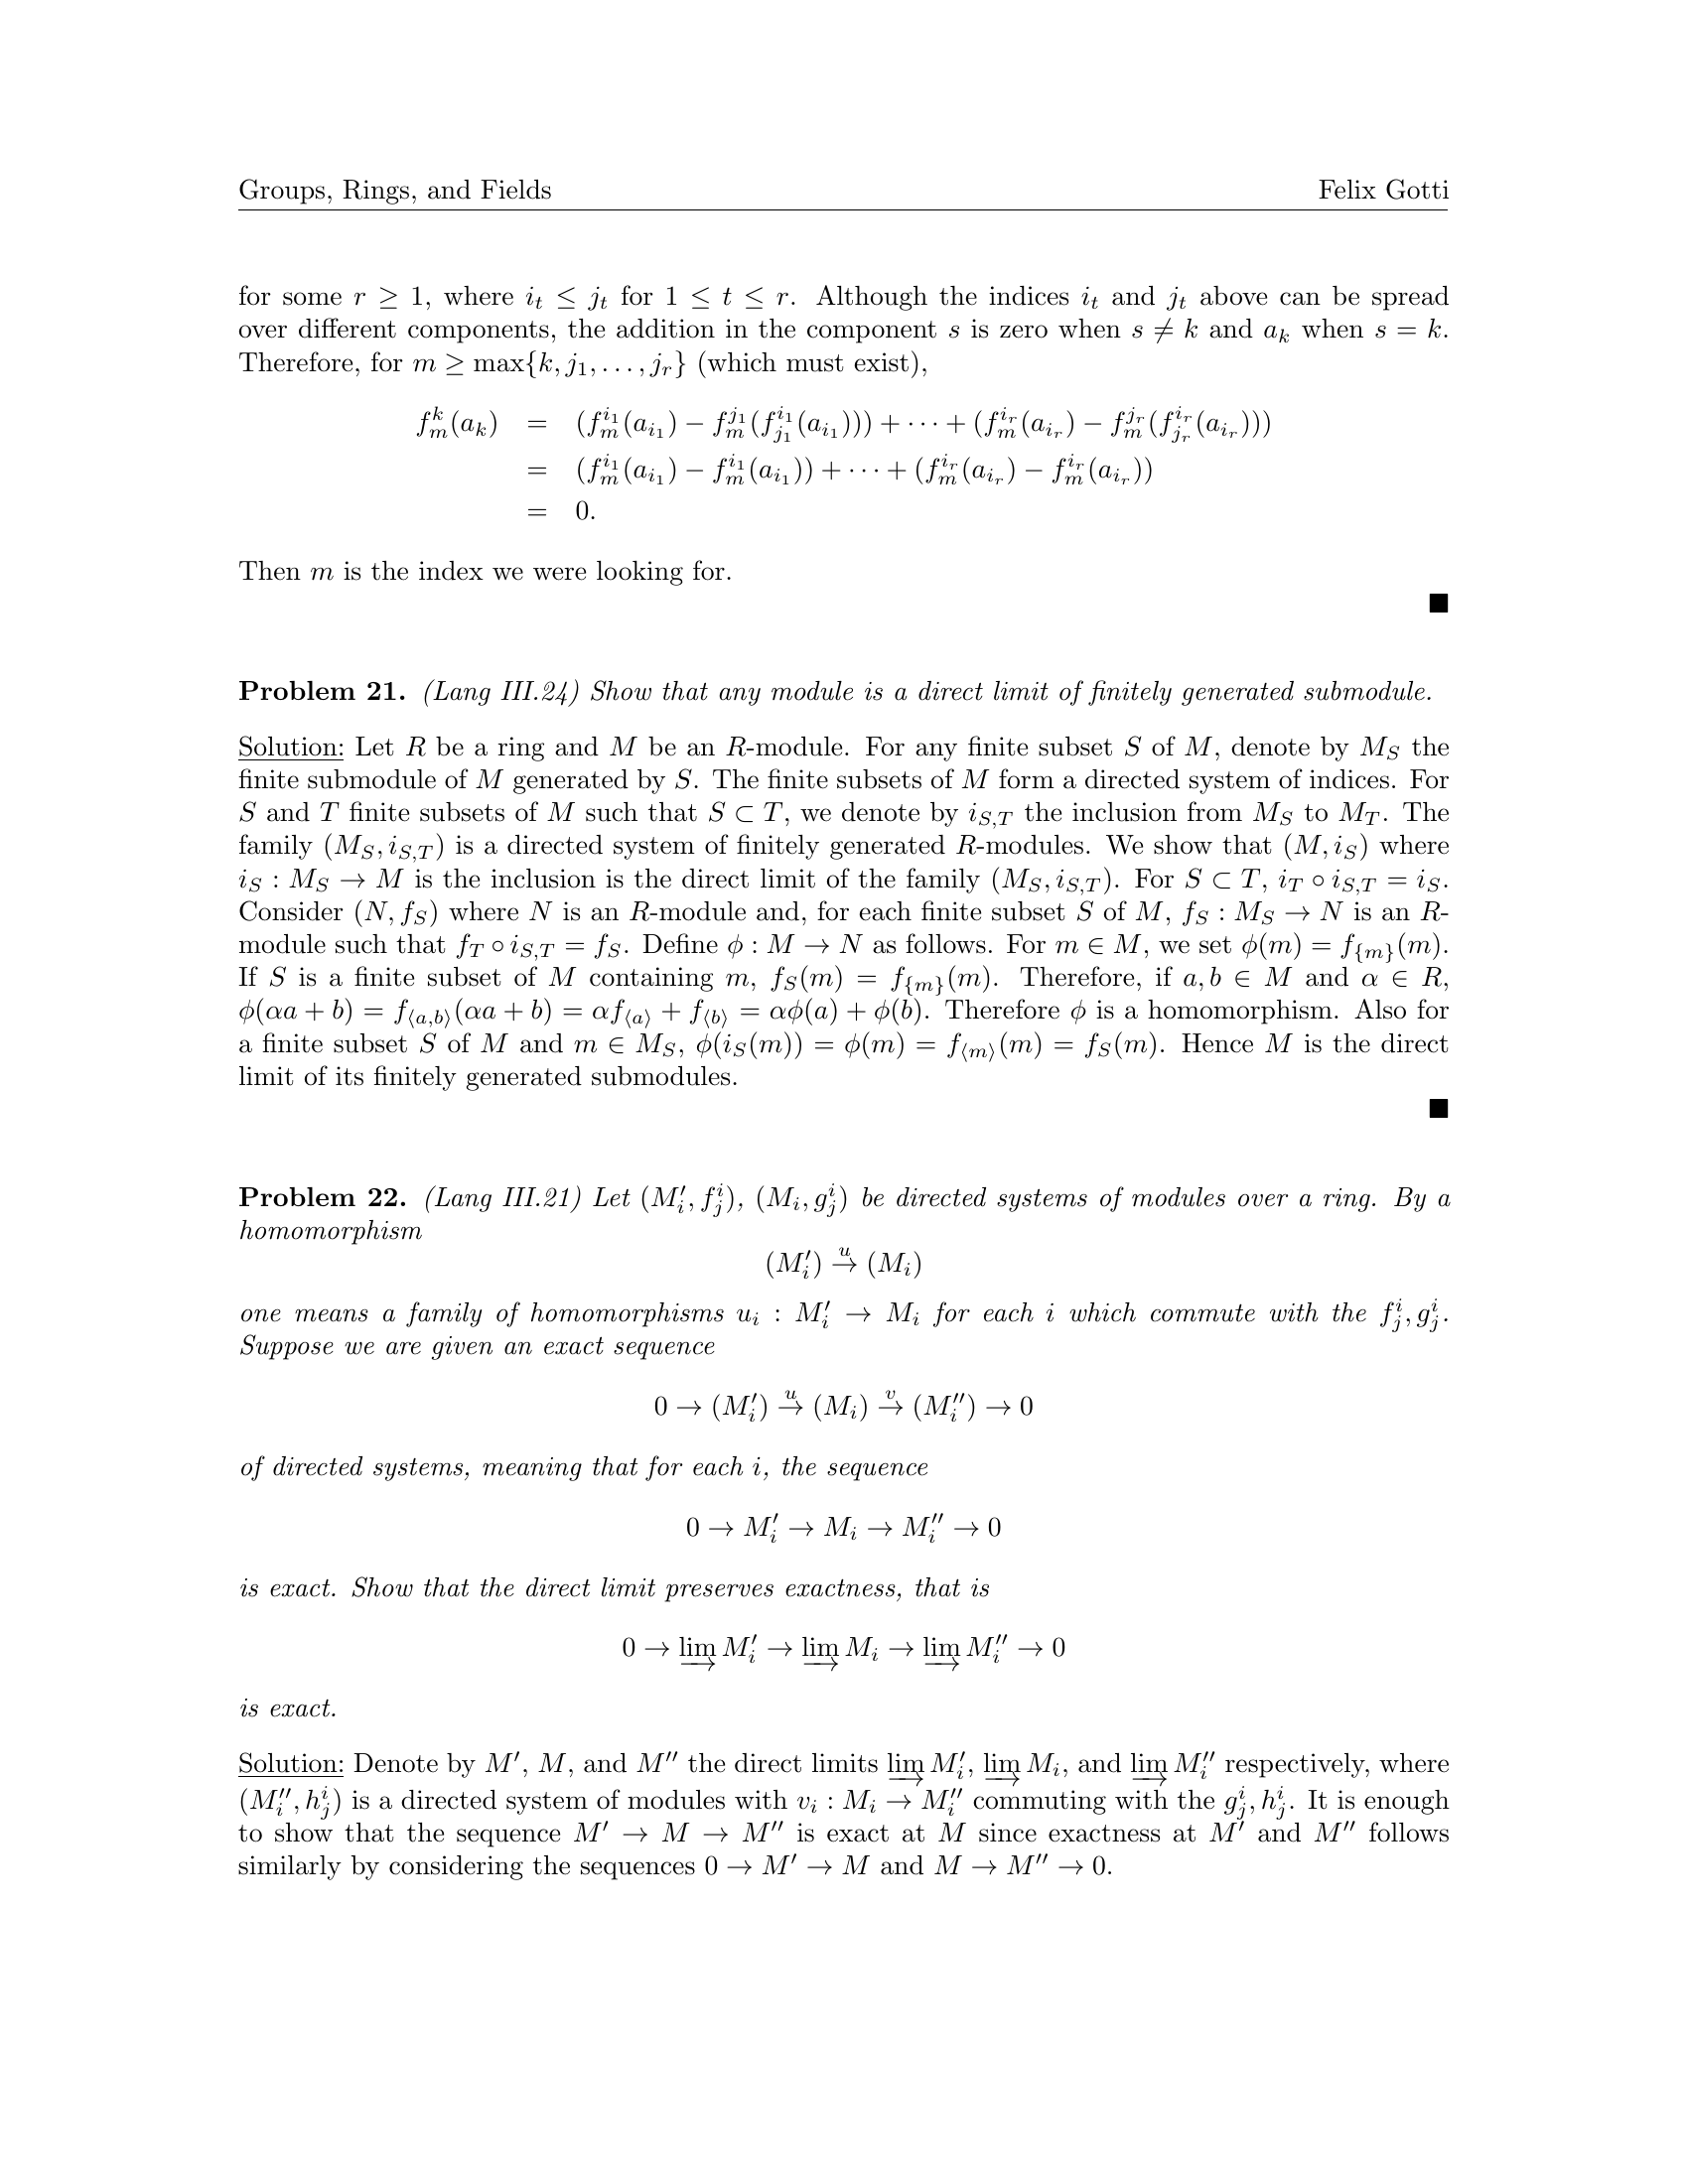 Groups, Rings, and Fields Felix Gotti
for some $r \geq 1$, where $i_t \leq j_t$ for $1 \leq t \leq r$. Although the indices $i_t$ and $j_t$ above can be spread
over different components, the addition in the component $s$ is zero when $s \neq k$ and $a_k$ when $s = k$.
Therefore, for $m \geq \max\{k, j_1, \ldots, j_r\}$ (which must exist),
$f_m^k(a_k) = (f_m^{i_1}(a_{i_1}) - f_m^{j_1}(f_{j_1}^{i_1}(a_{i_1}))) + \cdots + (f_m^{i_r}(a_{i_r}) - f_m^{j_r}(f_{j_r}^{i_r}(a_{i_r})))$
$= (f_m^{i_1}(a_{i_1}) - f_m^{i_1}(a_{i_1})) + \cdots + (f_m^{i_r}(a_{i_r}) - f_m^{i_r}(a_{i_r}))$
$= 0.$
Then $m$ is the index we were looking for.
■
Problem 21. (Lang III.24) Show that any module is a direct limit of finitely generated submodule.
Solution: Let $R$ be a ring and $M$ be an $R$-module. For any finite subset $S$ of $M$, denote by $M_S$ the
finite submodule of $M$ generated by $S$. The finite subsets of $M$ form a directed system of indices. For
$S$ and $T$ finite subsets of $M$ such that $S \subset T$, we denote by $i_{S,T}$ the inclusion from $M_S$ to $M_T$. The
family $(M_S, i_{S,T})$ is a directed system of finitely generated $R$-modules. We show that $(M, i_S)$ where
$i_S : M_S \to M$ is the inclusion is the direct limit of the family $(M_S, i_{S,T})$. For $S \subset T$, $i_T \circ i_{S,T} = i_S$.
Consider $(N, f_S)$ where $N$ is an $R$-module and, for each finite subset $S$ of $M$, $f_S : M_S \to N$ is an $R$-
module such that $f_T \circ i_{S,T} = f_S$. Define $\phi : M \to N$ as follows. For $m \in M$, we set $\phi(m) = f_{\{m\}}(m)$.
If $S$ is a finite subset of $M$ containing $m$, $f_S(m) = f_{\{m\}}(m)$. Therefore, if $a, b \in M$ and $\alpha \in R$,
$\phi(\alpha a + b) = f_{\langle a,b \rangle}(\alpha a + b) = \alpha f_{\langle a \rangle} + f_{\langle b \rangle} = \alpha\phi(a) + \phi(b)$. Therefore $\phi$ is a homomorphism. Also for
a finite subset $S$ of $M$ and $m \in M_S$, $\phi(i_S(m)) = \phi(m) = f_{\langle m \rangle}(m) = f_S(m)$. Hence $M$ is the direct
limit of its finitely generated submodules.
■
Problem 22. (Lang III.21) Let $(M_i', f_j^i)$, $(M_i, g_j^i)$ be directed systems of modules over a ring. By a
homomorphism
$(M_i') \overset{u}{\to} (M_i)$
one means a family of homomorphisms $u_i : M_i' \to M_i$ for each $i$ which commute with the $f_j^i, g_j^i$.
Suppose we are given an exact sequence
$0 \to (M_i') \overset{u}{\to} (M_i) \overset{v}{\to} (M_i'') \to 0$
of directed systems, meaning that for each $i$, the sequence
$0 \to M_i' \to M_i \to M_i'' \to 0$
is exact. Show that the direct limit preserves exactness, that is
$0 \to \varinjlim M_i' \to \varinjlim M_i \to \varinjlim M_i'' \to 0$
is exact.
Solution: Denote by $M'$, $M$, and $M''$ the direct limits $\varinjlim M_i'$, $\varinjlim M_i$, and $\varinjlim M_i''$ respectively, where
$(M_i'', h_j^i)$ is a directed system of modules with $v_i : M_i \to M_i''$ commuting with the $g_j^i, h_j^i$. It is enough
to show that the sequence $M' \to M \to M''$ is exact at $M$ since exactness at $M'$ and $M''$ follows
similarly by considering the sequences $0 \to M' \to M$ and $M \to M'' \to 0$.